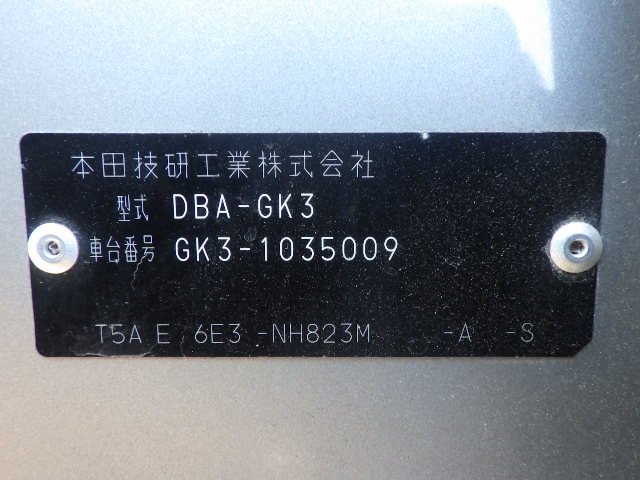 本田技研工業株式会社
型式 DBA-GK3
車台番号 GK3-1035009
T5A E 6E3 -NH823M -A -S